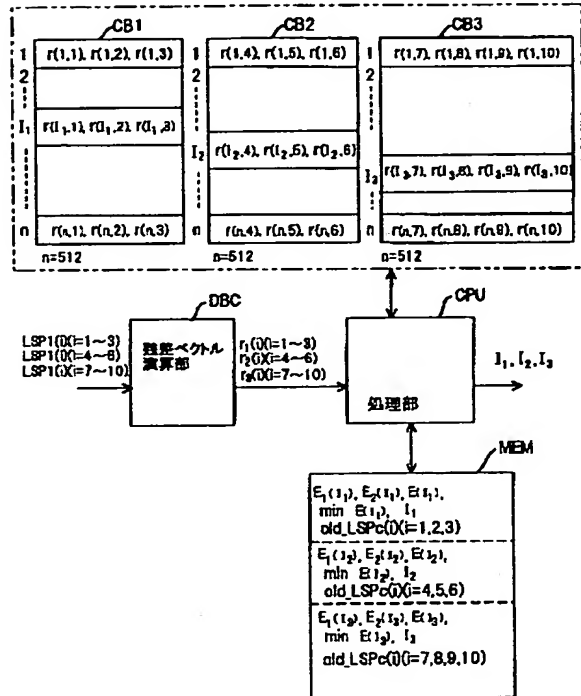 CB1
CB2
CB3
1 r(1,1), r(1,2), r(1,3)
2
I₁ r(I₁,1), r(I₁,2), r(I₁,3)
n r(n,1), r(n,2), r(n,3)
n=512
1 r(1,4), r(1,5), r(1,6)
2
I₂ r(I₂,4), r(I₂,5), r(I₂,6)
n r(n,4), r(n,5), r(n,6)
n=512
1 r(1,7), r(1,8), r(1,9), r(1,10)
2
I₃ r(I₃,7), r(I₃,8), r(I₃,9), r(I₃,10)
n r(n,7), r(n,8), r(n,9), r(n,10)
n=512
LSP1(i)(i=1~3)
LSP1(i)(i=4~6)
LSP1(i)(i=7~10)
DBC
残差ベクトル
演算部
r₁(i)(i=1~3)
r₂(i)(i=4~6)
r₃(i)(i=7~10)
CPU
処理部
I₁, I₂, I₃
MEM
E₁(I₁), E₂(I₁), E(I₁),
min E(I₁), I₁
old_LSPc(i)(i=1,2,3)
E₁(I₂), E₂(I₂), E(I₂),
min E(I₂), I₂
old_LSPc(i)(i=4,5,6)
E₁(I₃), E₂(I₃), E(I₃),
min E(I₃), I₃
old_LSPc(i)(i=7,8,9,10)